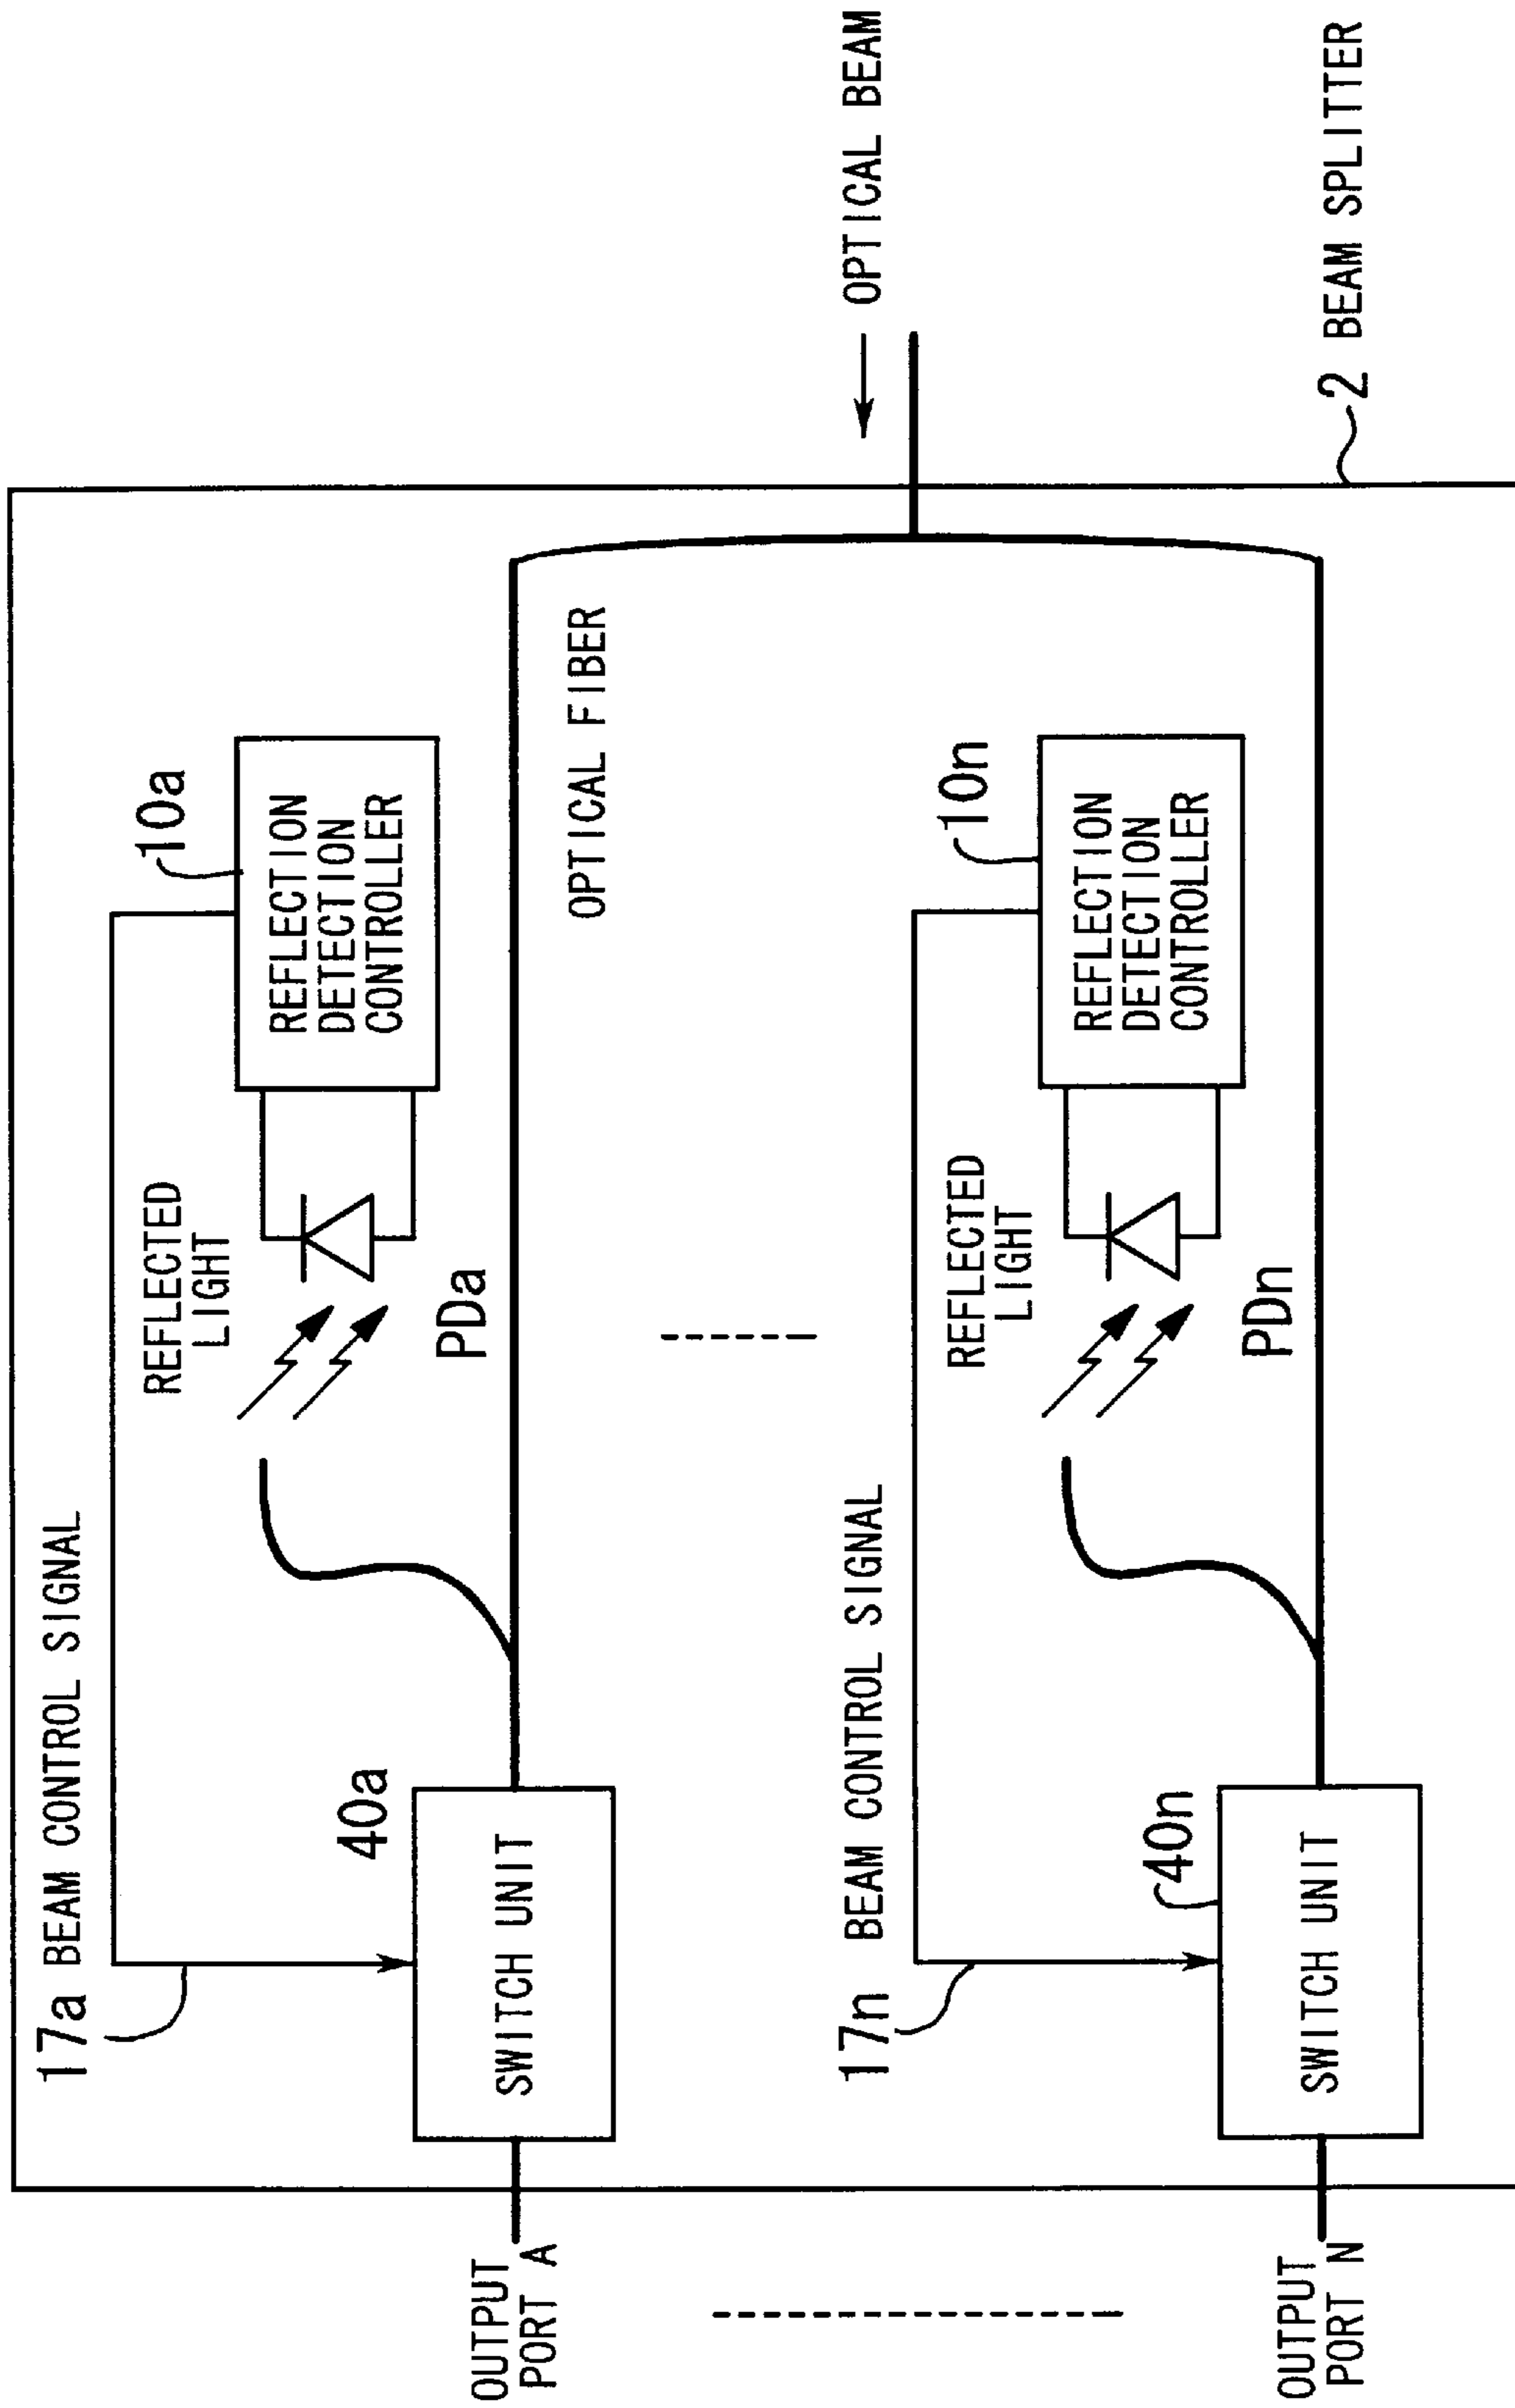 17a BEAM CONTROL SIGNAL
REFLECTED
LIGHT
10a
REFLECTION
DETECTION
CONTROLLER
40a
PDa
SWITCH UNIT
OUTPUT
PORT A
OPTICAL FIBER
OPTICAL BEAM
17n BEAM CONTROL SIGNAL
REFLECTED
LIGHT
10n
REFLECTION
DETECTION
CONTROLLER
40n
PDn
SWITCH UNIT
OUTPUT
PORT N
2 BEAM SPLITTER